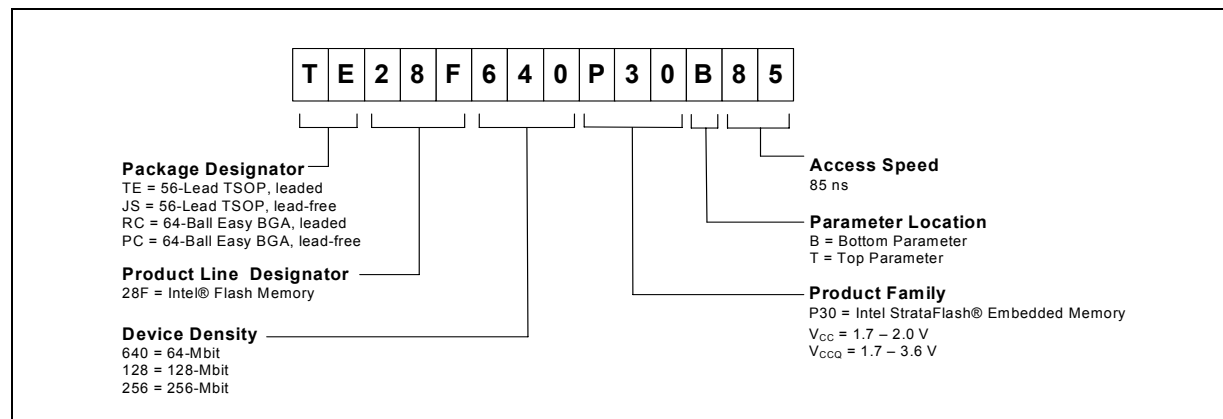 T E 2 8 F 6 4 0 P 3 0 B 8 5
Package Designator
TE = 56-Lead TSOP, leaded
JS = 56-Lead TSOP, lead-free
RC = 64-Ball Easy BGA, leaded
PC = 64-Ball Easy BGA, lead-free
Product Line Designator
28F = Intel® Flash Memory
Device Density
640 = 64-Mbit
128 = 128-Mbit
256 = 256-Mbit
Access Speed
85 ns
Parameter Location
B = Bottom Parameter
T = Top Parameter
Product Family
P30 = Intel StrataFlash® Embedded Memory
VCC = 1.7 – 2.0 V
VCCQ = 1.7 – 3.6 V